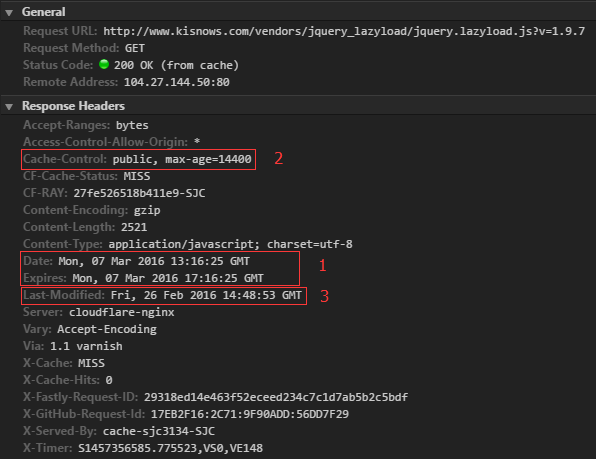 General
Request URL: http://www.kisnows.com/vendors/jquery_lazyload/jquery.lazyload.js?v=1.9.7
Request Method: GET
Status Code: 200 OK (from cache)
Remote Address: 104.27.144.50:80
Response Headers
Accept-Ranges: bytes
Access-Control-Allow-Origin: *
Cache-Control: public, max-age=14400 2
CF-Cache-Status: MISS
CF-RAY: 27fe526518b411e9-SJC
Content-Encoding: gzip
Content-Length: 2521
Content-Type: application/javascript; charset=utf-8
Date: Mon, 07 Mar 2016 13:16:25 GMT 1
Expires: Mon, 07 Mar 2016 17:16:25 GMT
Last-Modified: Fri, 26 Feb 2016 14:48:53 GMT 3
Server: cloudflare-nginx
Vary: Accept-Encoding
Via: 1.1 varnish
X-Cache: MISS
X-Cache-Hits: 0
X-Fastly-Request-ID: 29318ed14e463f52eceed234c7c1d7ab5b2c5bdf
X-GitHub-Request-Id: 17EB2F16:2C71:9F90ADD:56DD7F29
X-Served-By: cache-sjc3134-SJC
X-Timer: S1457356585.775523,VS0,VE148